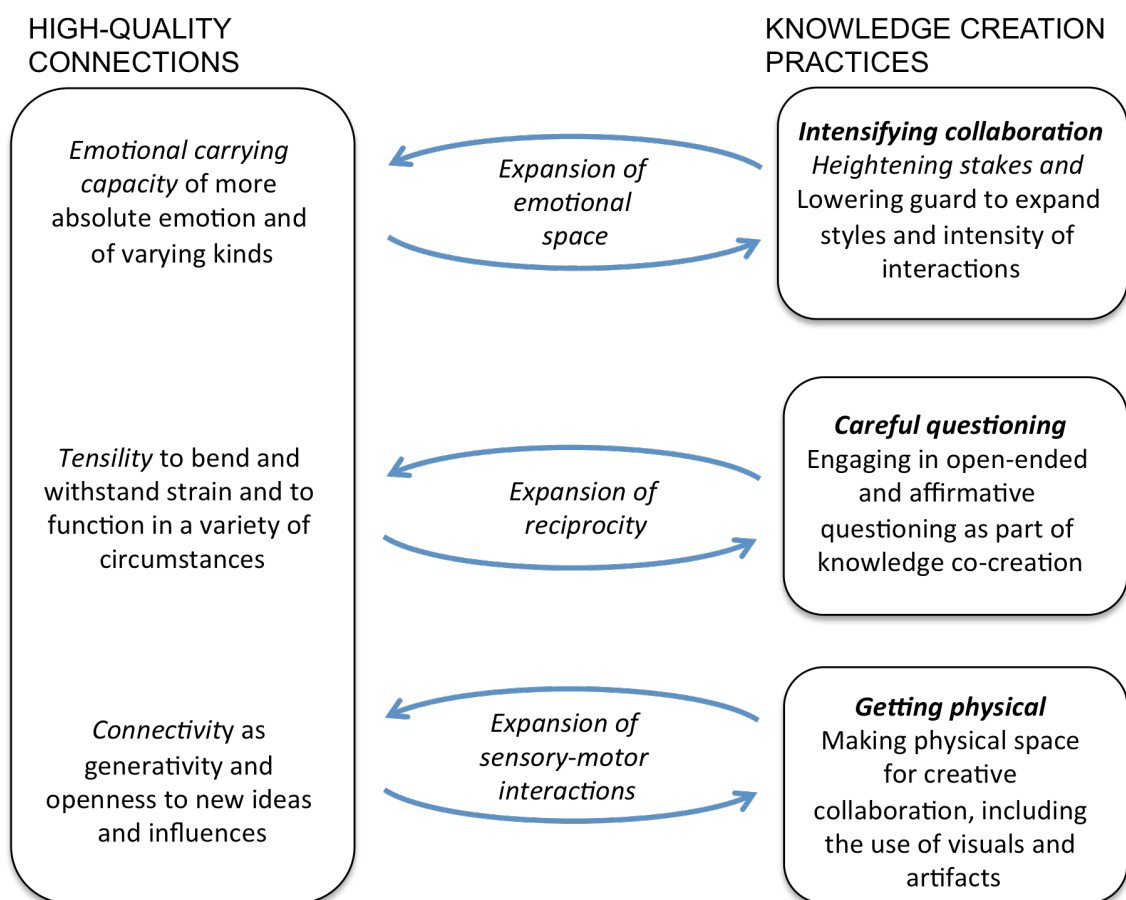 HIGH-QUALITY
CONNECTIONS
KNOWLEDGE CREATION
PRACTICES
Emotional carrying
capacity of more
absolute emotion and
of varying kinds
Expansion of
emotional
space
Intensifying collaboration
Heightening stakes and
Lowering guard to expand
styles and intensity of
interactions
Tensility to bend and
withstand strain and to
function in a variety of
circumstances
Expansion of
reciprocity
Careful questioning
Engaging in open-ended
and affirmative
questioning as part of
knowledge co-creation
Connectivity as
generativity and
openness to new ideas
and influences
Expansion of
sensory-motor
interactions
Getting physical
Making physical space
for creative
collaboration, including
the use of visuals and
artifacts